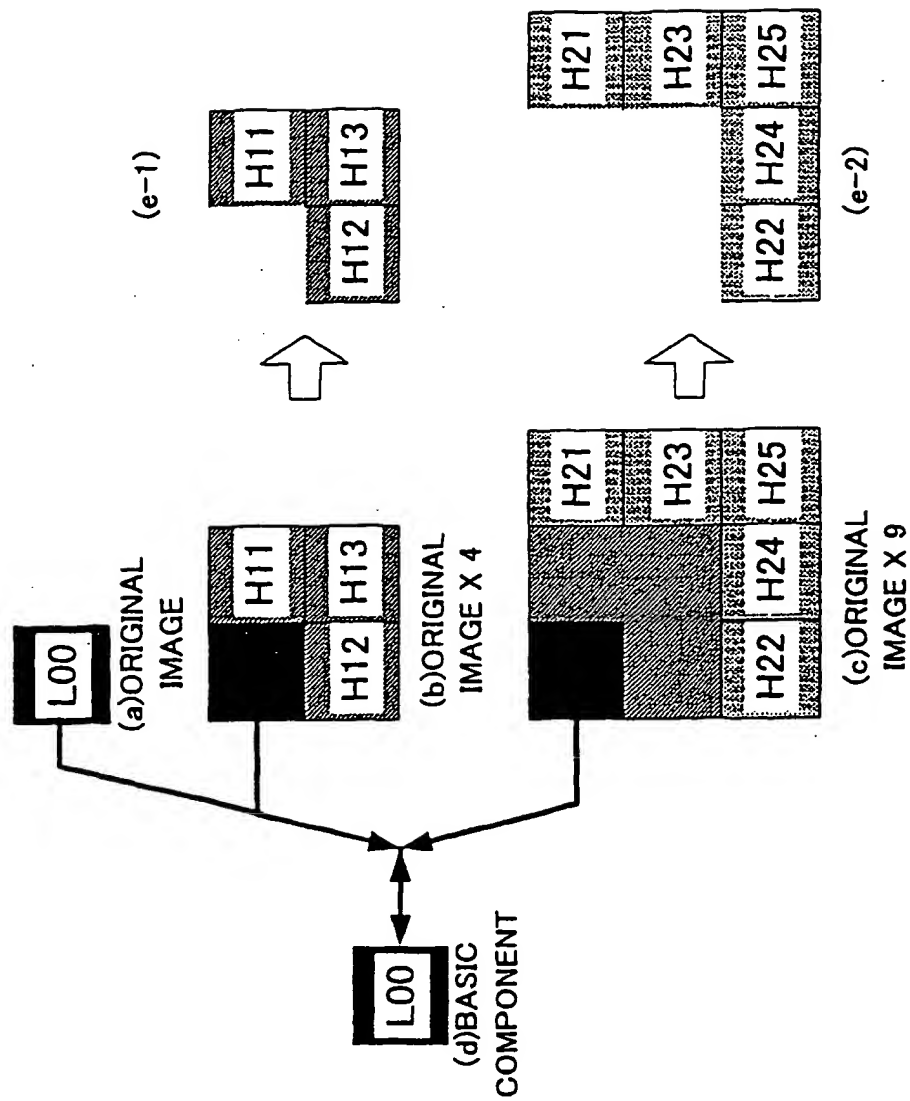 L00
(d)BASIC
COMPONENT
L00
(a)ORIGINAL
IMAGE
H11
H12 H13
(b)ORIGINAL
IMAGE X 4
H21
H23
H22 H24 H25
(c)ORIGINAL
IMAGE X 9
(e-1)
H11
H12 H13
H21
H23
H22 H24 H25
(e-2)